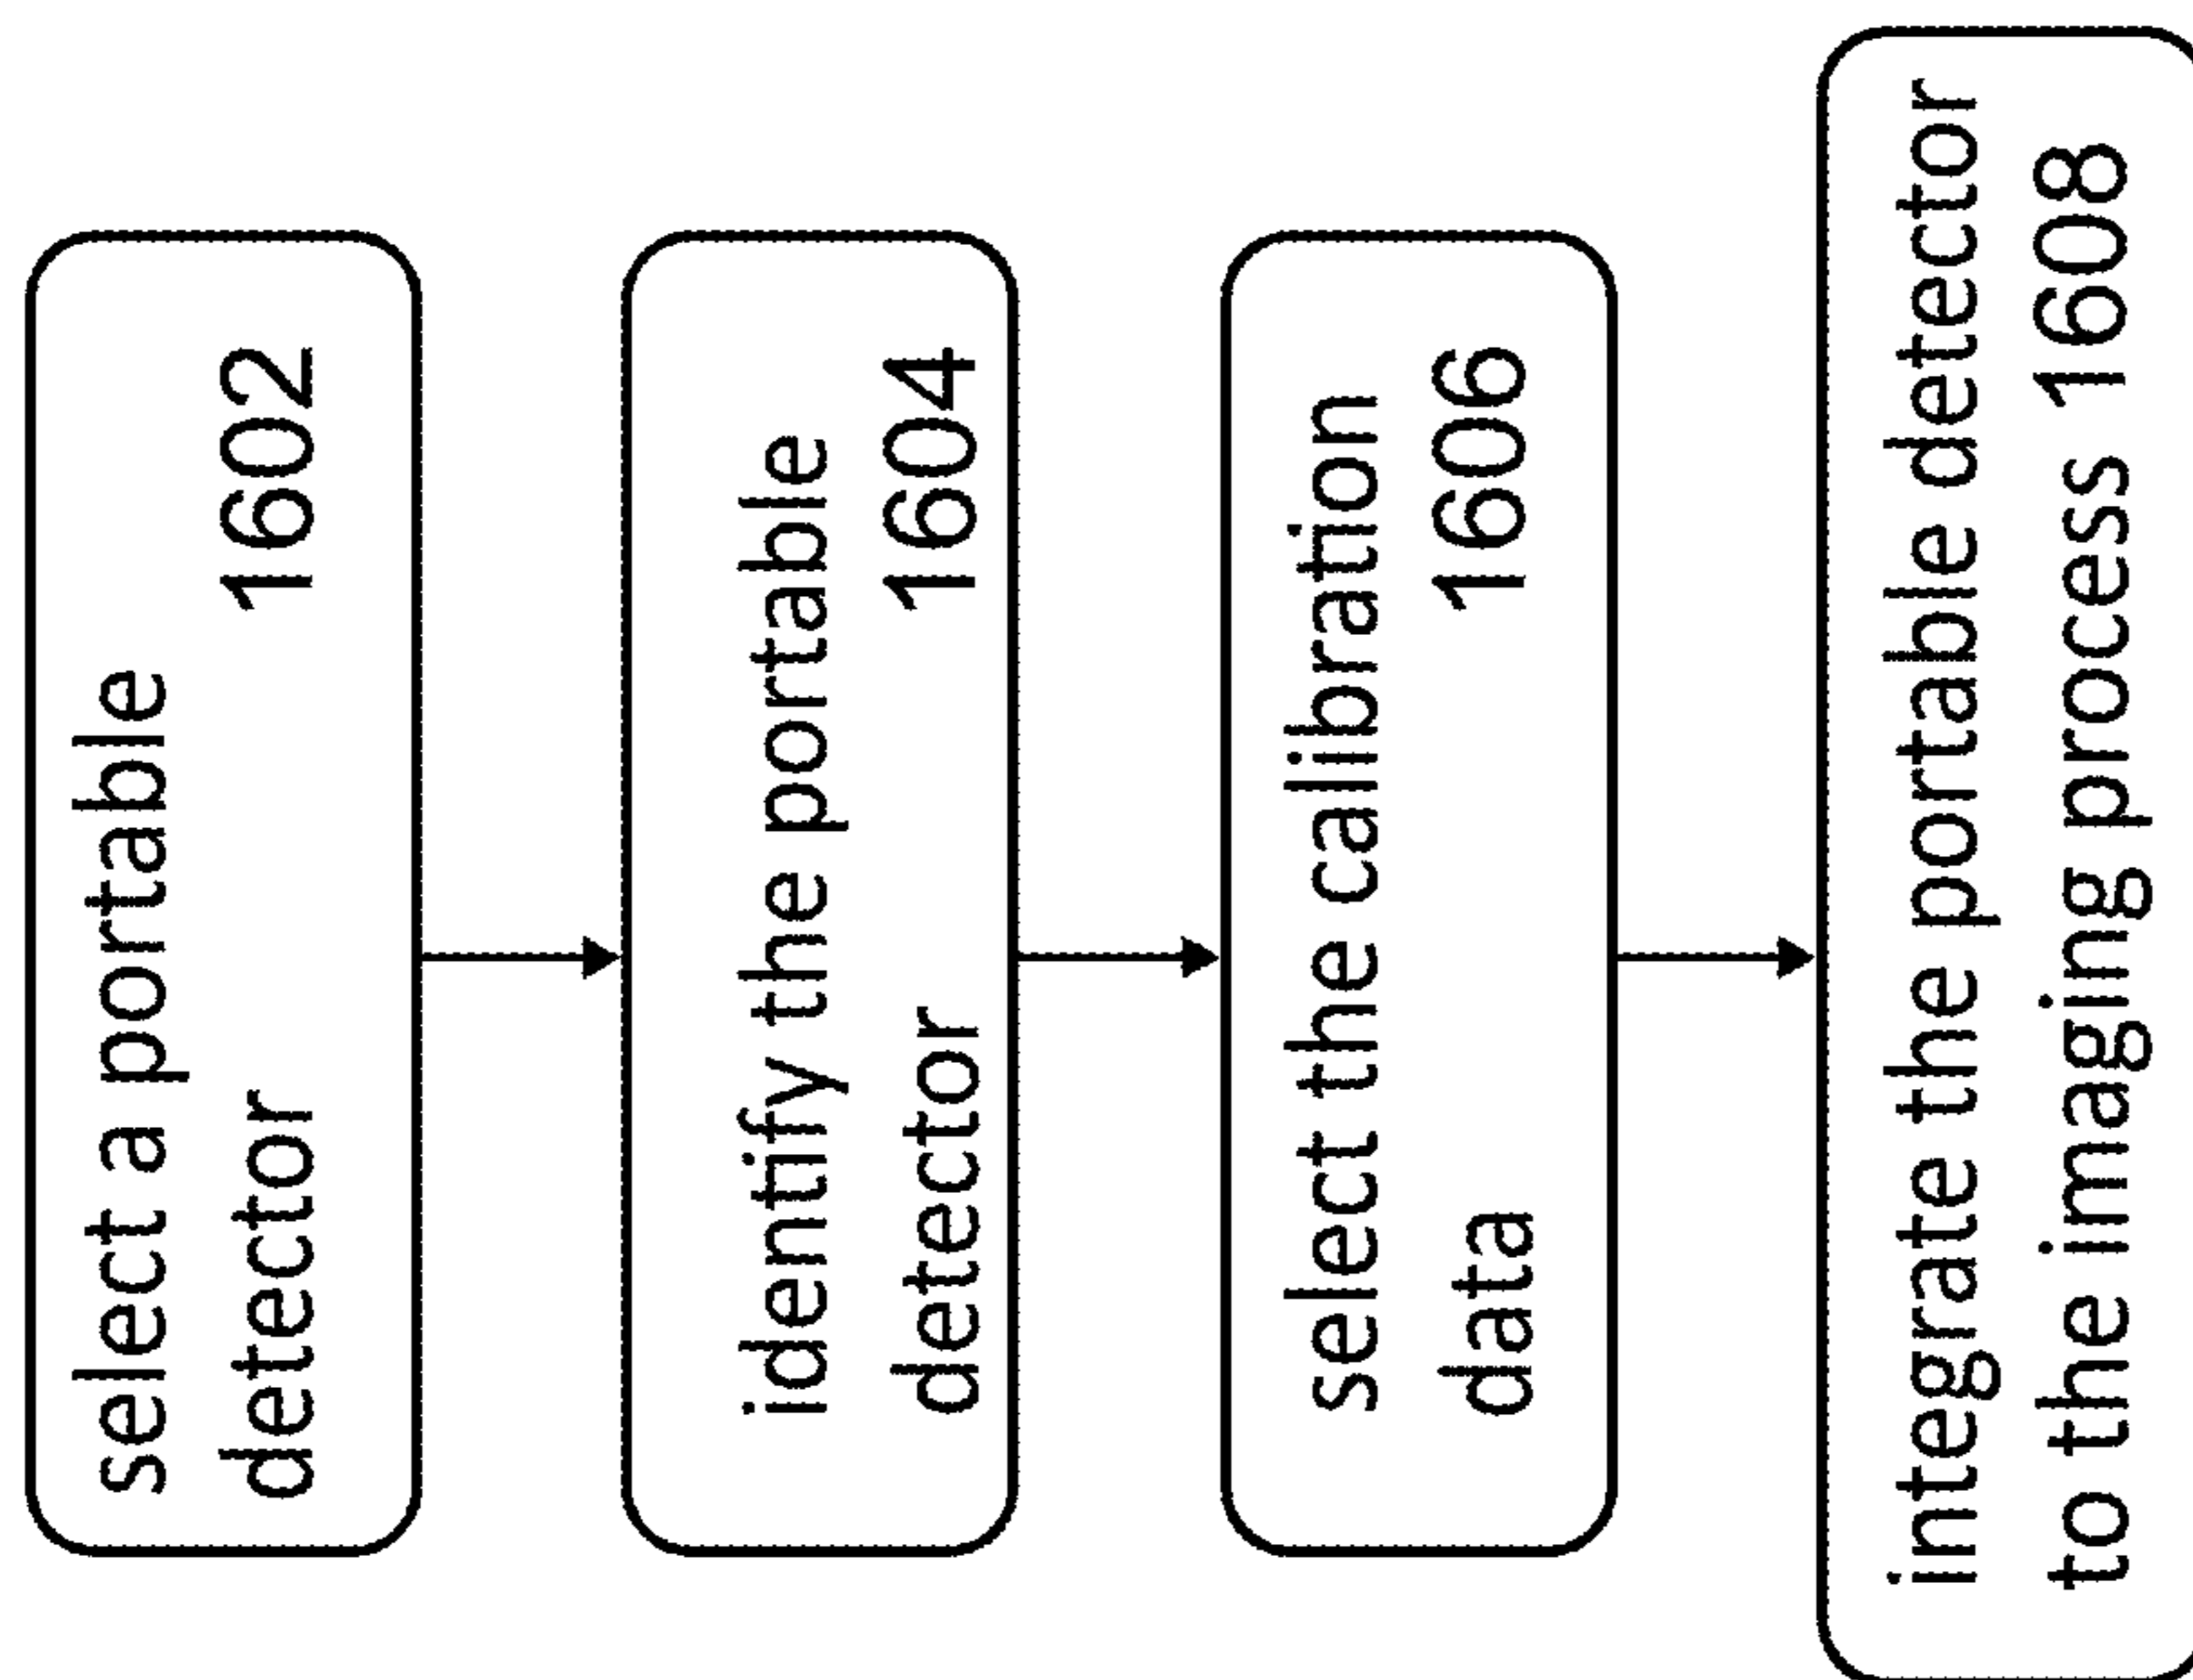 select a portable
detector 1602
identify the portable
detector 1604
select the calibration
data 1606
integrate the portable detector
to the imaging process 1608